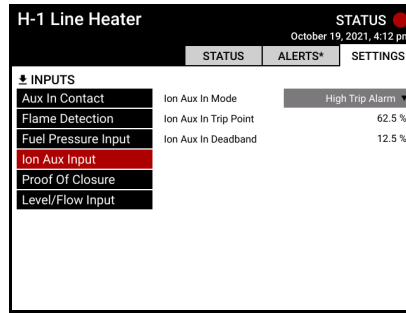 H-1 Line Heater
STATUS
October 19, 2021, 4:12 pm
STATUS
ALERTS*
SETTINGS
INPUTS
Aux In Contact
Flame Detection
Fuel Pressure Input
Ion Aux Input
Proof Of Closure
Level/Flow Input
Ion Aux In Mode
High Trip Alarm
Ion Aux In Trip Point
62.5 %
Ion Aux In Deadband
12.5 %